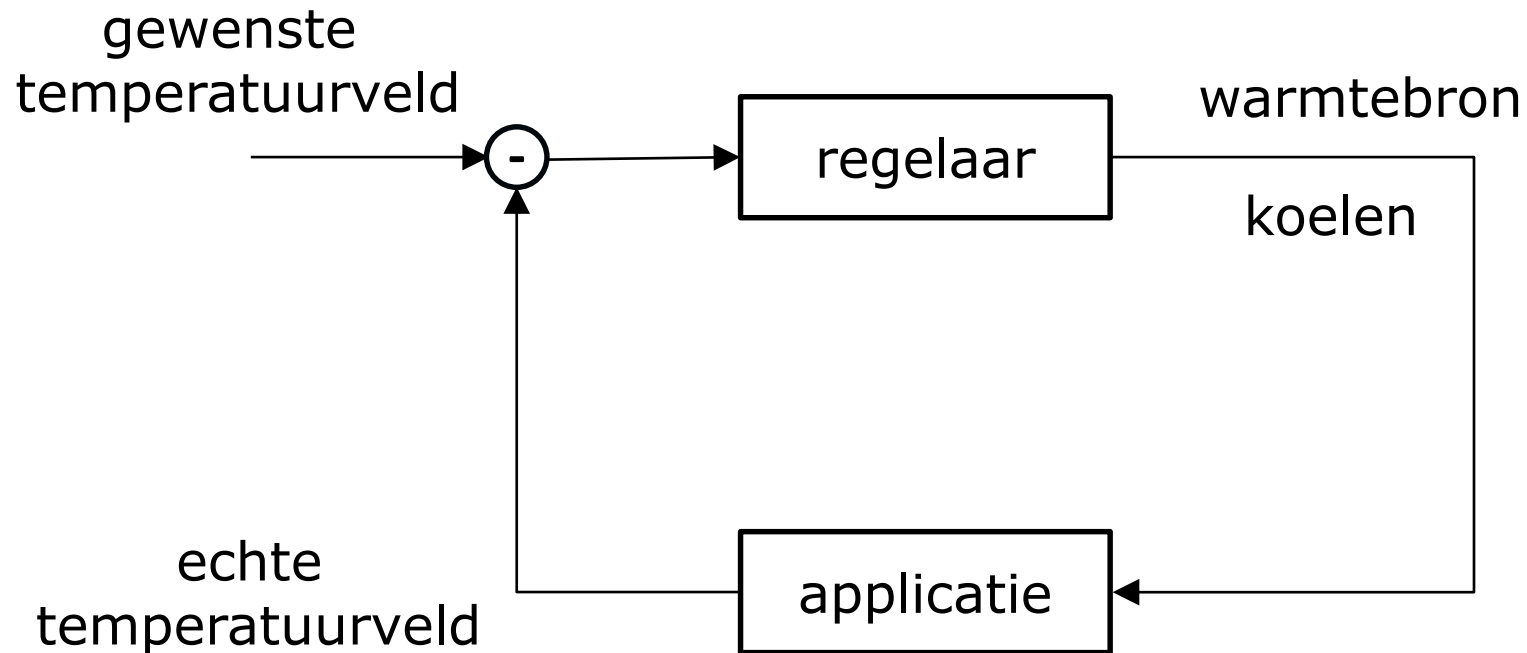 gewenste
temperatuurveld
-
regelaar
warmtebron
koelen
echte
temperatuurveld
applicatie